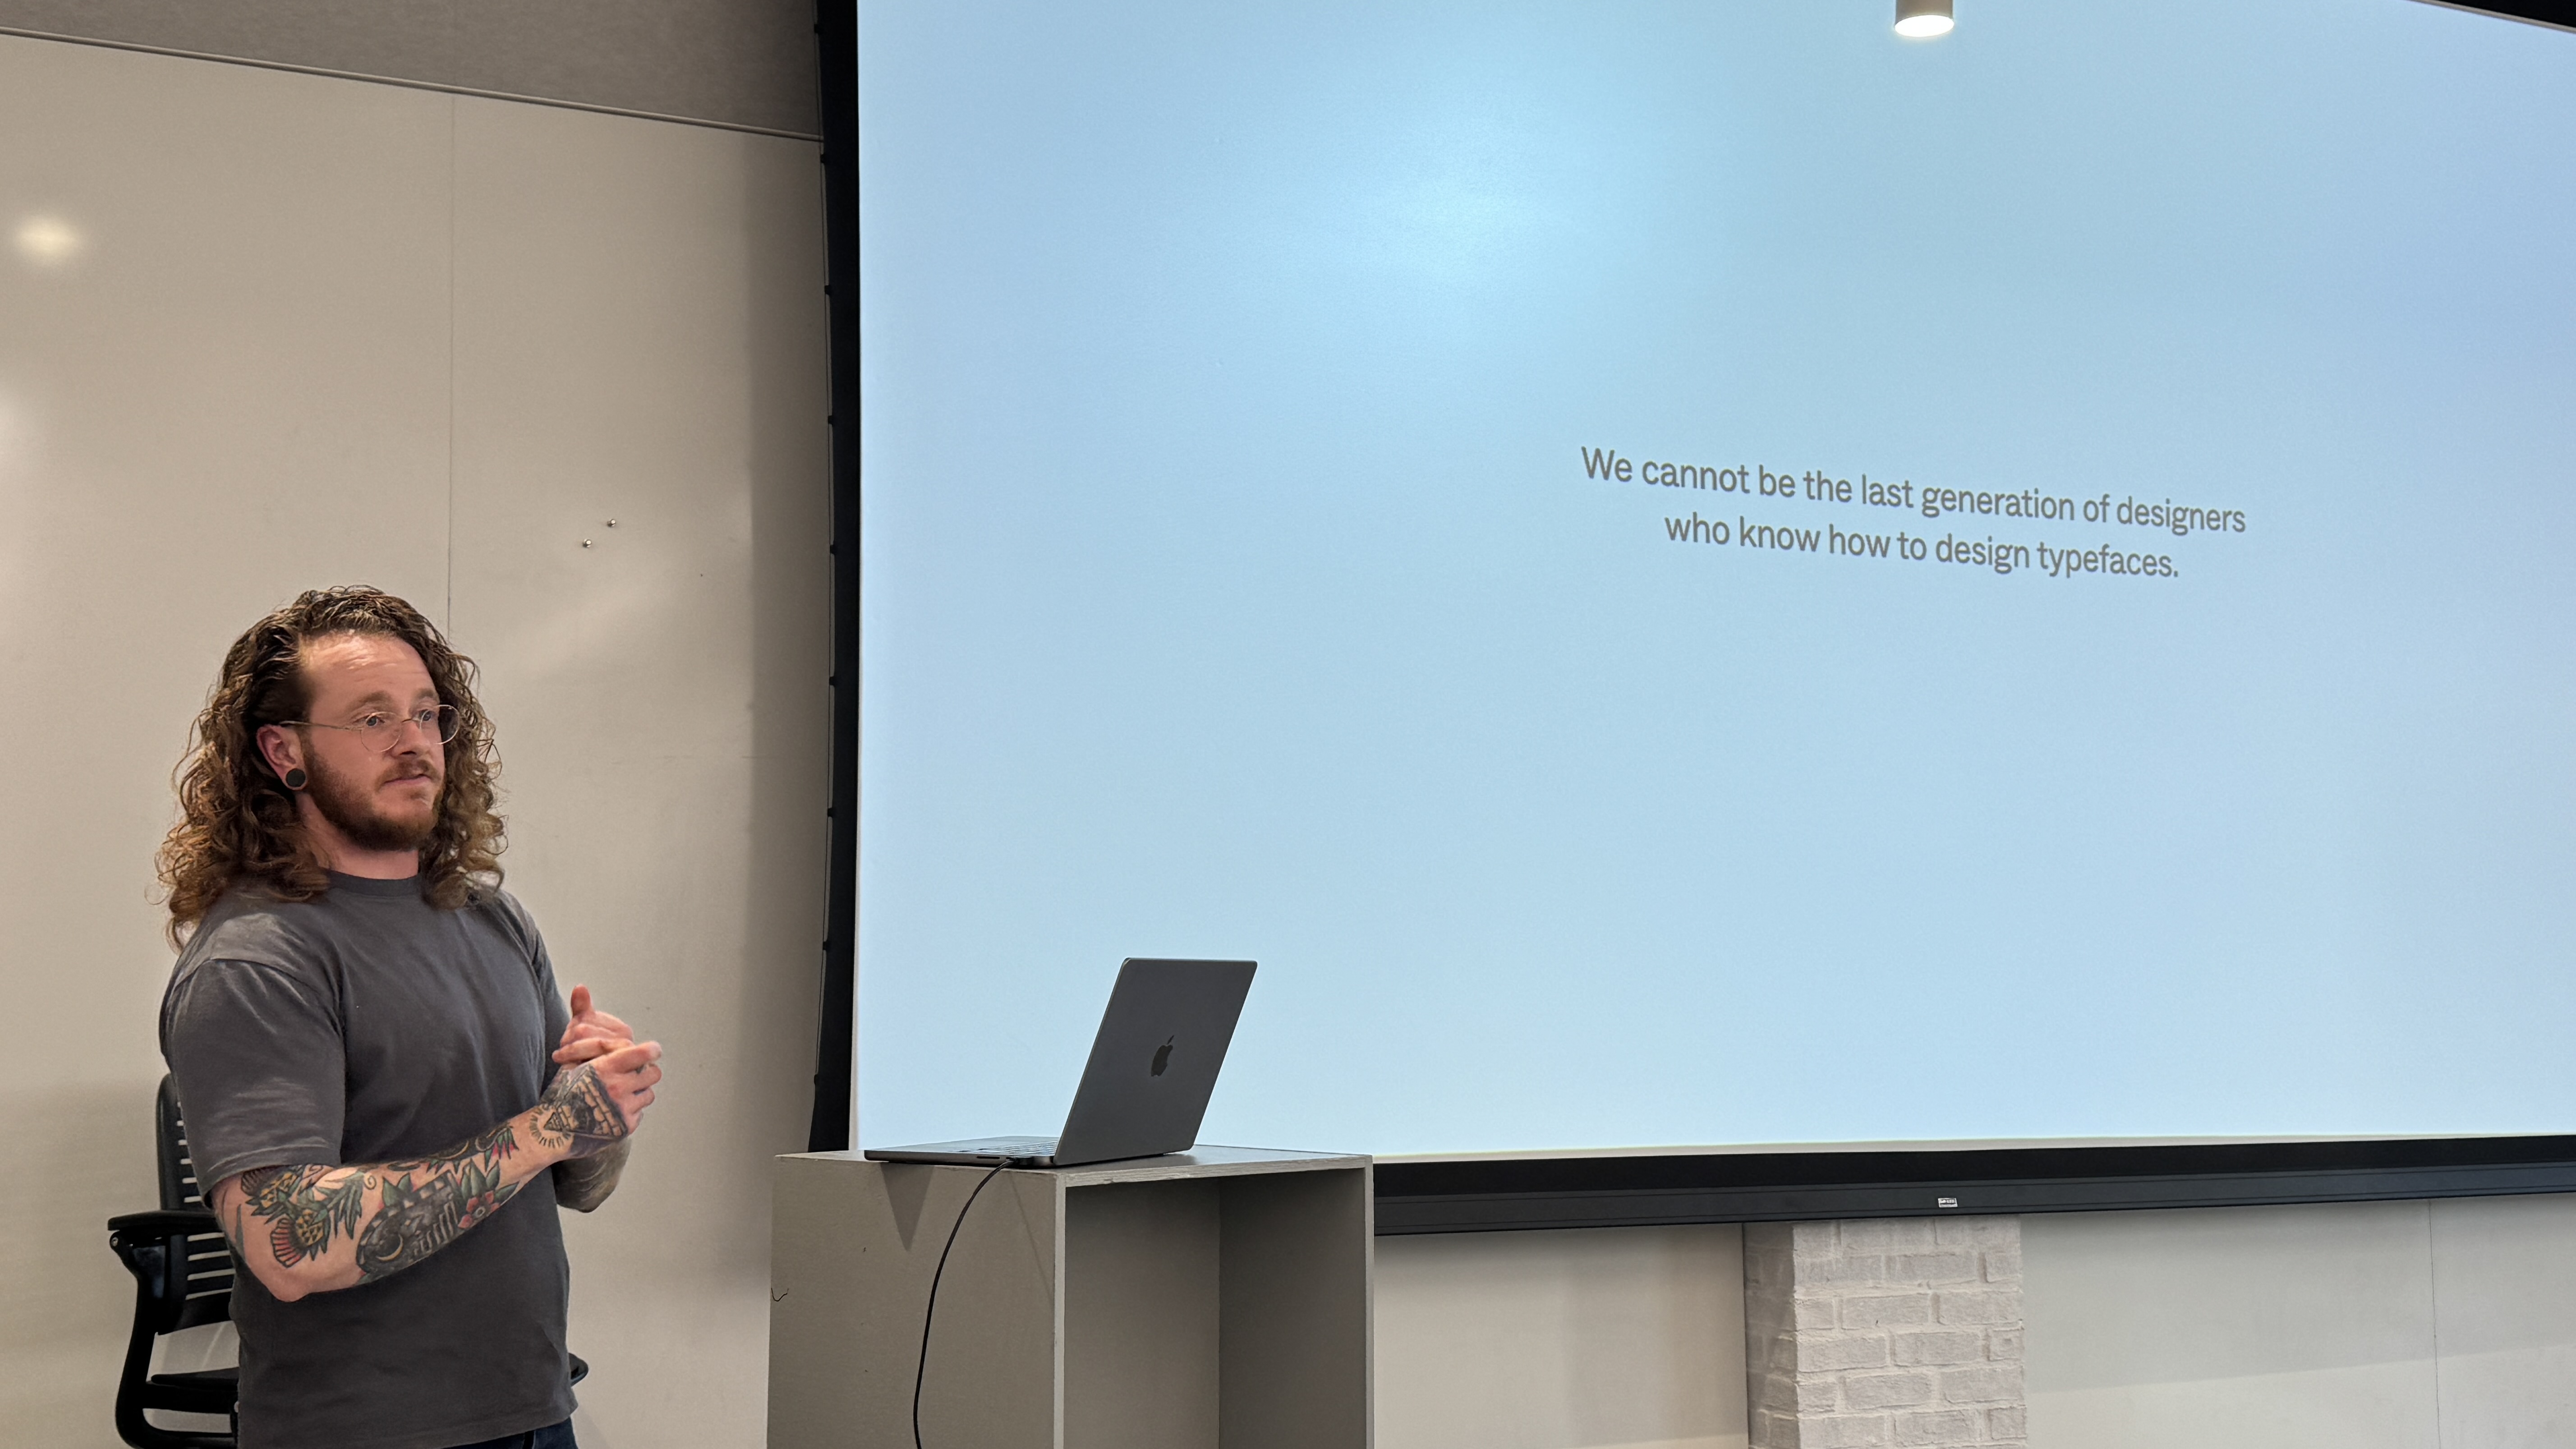 We cannot be the last generation of designers
who know how to design typefaces.